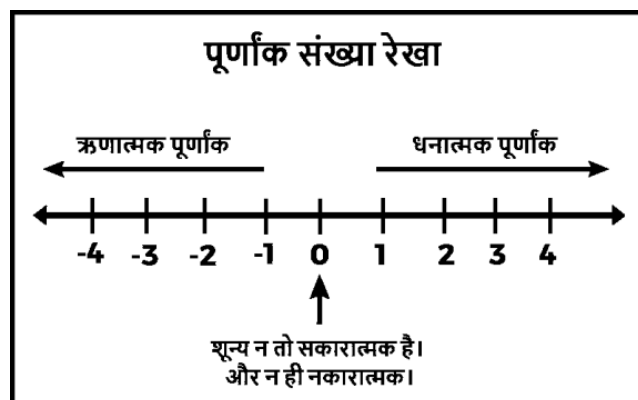 पूर्णांक संख्या रेखा
ऋणात्मक पूर्णांक धनात्मक पूर्णांक
-4 -3 -2 -1 0 1 2 3 4
शून्य न तो सकारात्मक है।
और न ही नकारात्मक।